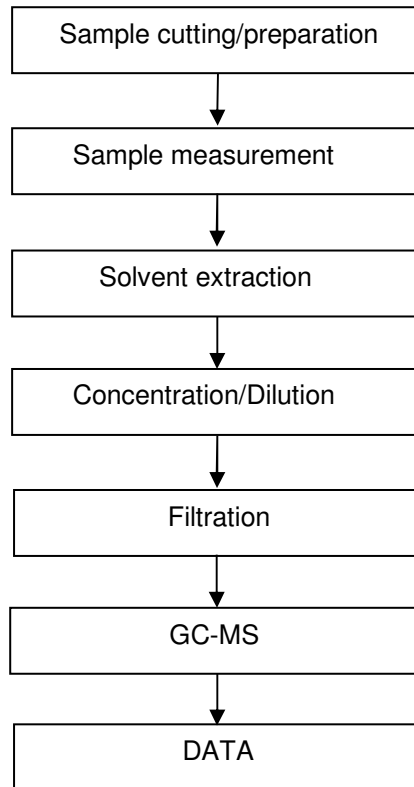 Sample cutting/preparation
Sample measurement
Solvent extraction
Concentration/Dilution
Filtration
GC-MS
DATA